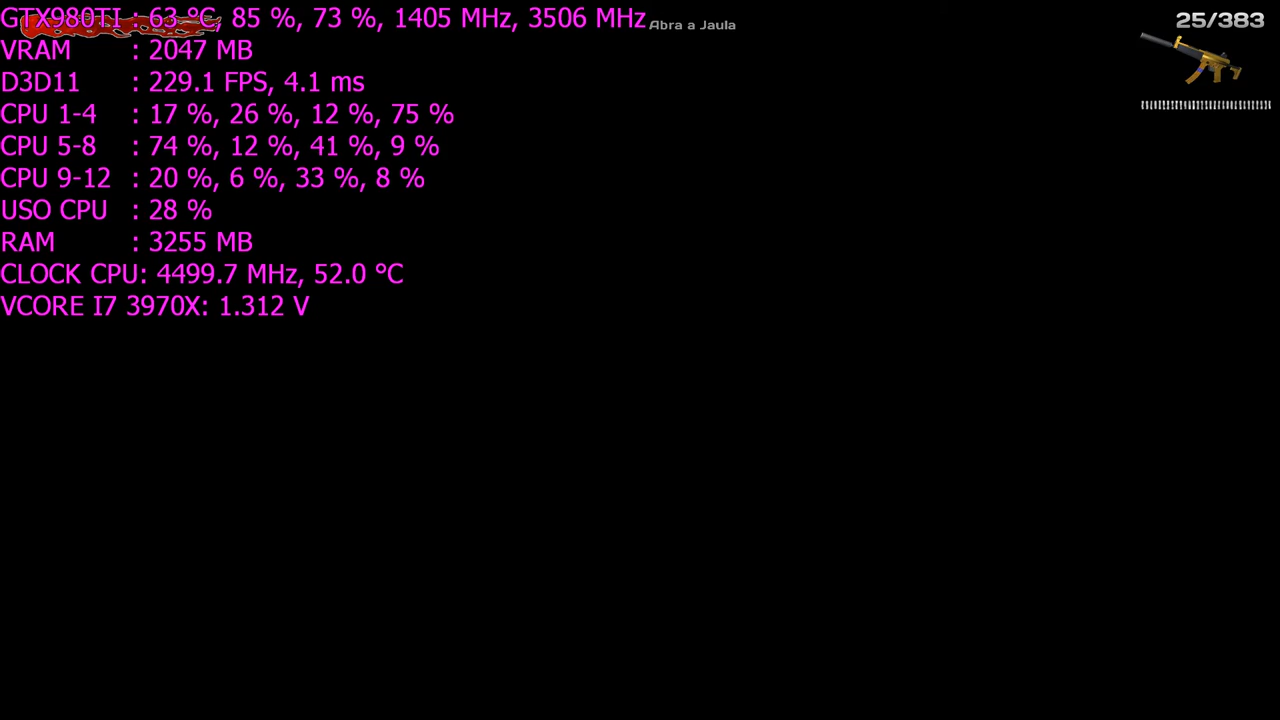 GTX980TI : 63 °C, 85 %, 73 %, 1405 MHz, 3506 MHz
Abra a Jaula
25/383
VRAM : 2047 MB
D3D11 : 229.1 FPS, 4.1 ms
CPU 1-4 : 17 %, 26 %, 12 %, 75 %
CPU 5-8 : 74 %, 12 %, 41 %, 9 %
CPU 9-12 : 20 %, 6 %, 33 %, 8 %
USO CPU : 28 %
RAM : 3255 MB
CLOCK CPU: 4499.7 MHz, 52.0 °C
VCORE I7 3970X: 1.312 V